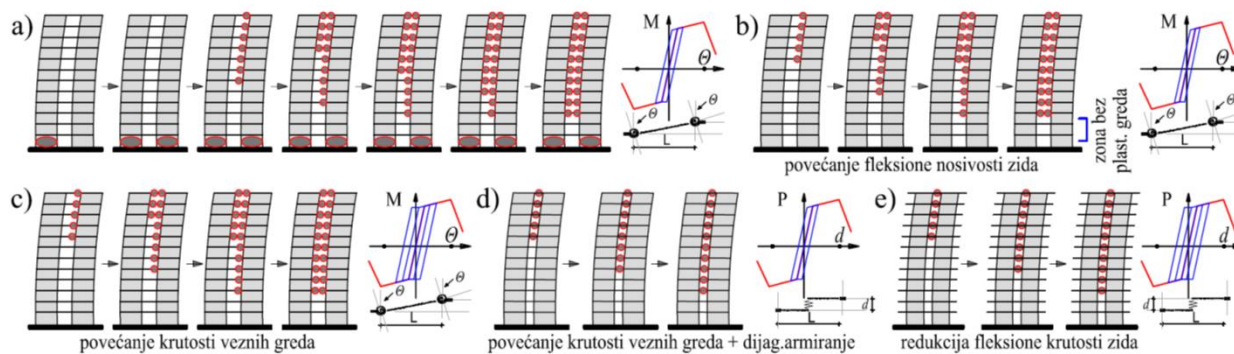 a)
M
Θ
Θ
Θ
L
b)
zona bez
plast. greda
M
Θ
Θ
Θ
L
povećanje fleksione nosivosti zida
c)
M
Θ
Θ
Θ
L
povećanje krutosti veznih greda
d)
P
d
d
L
povećanje krutosti veznih greda + dijag.armiranje
e)
P
d
d
L
redukcija fleksione krutosti zida